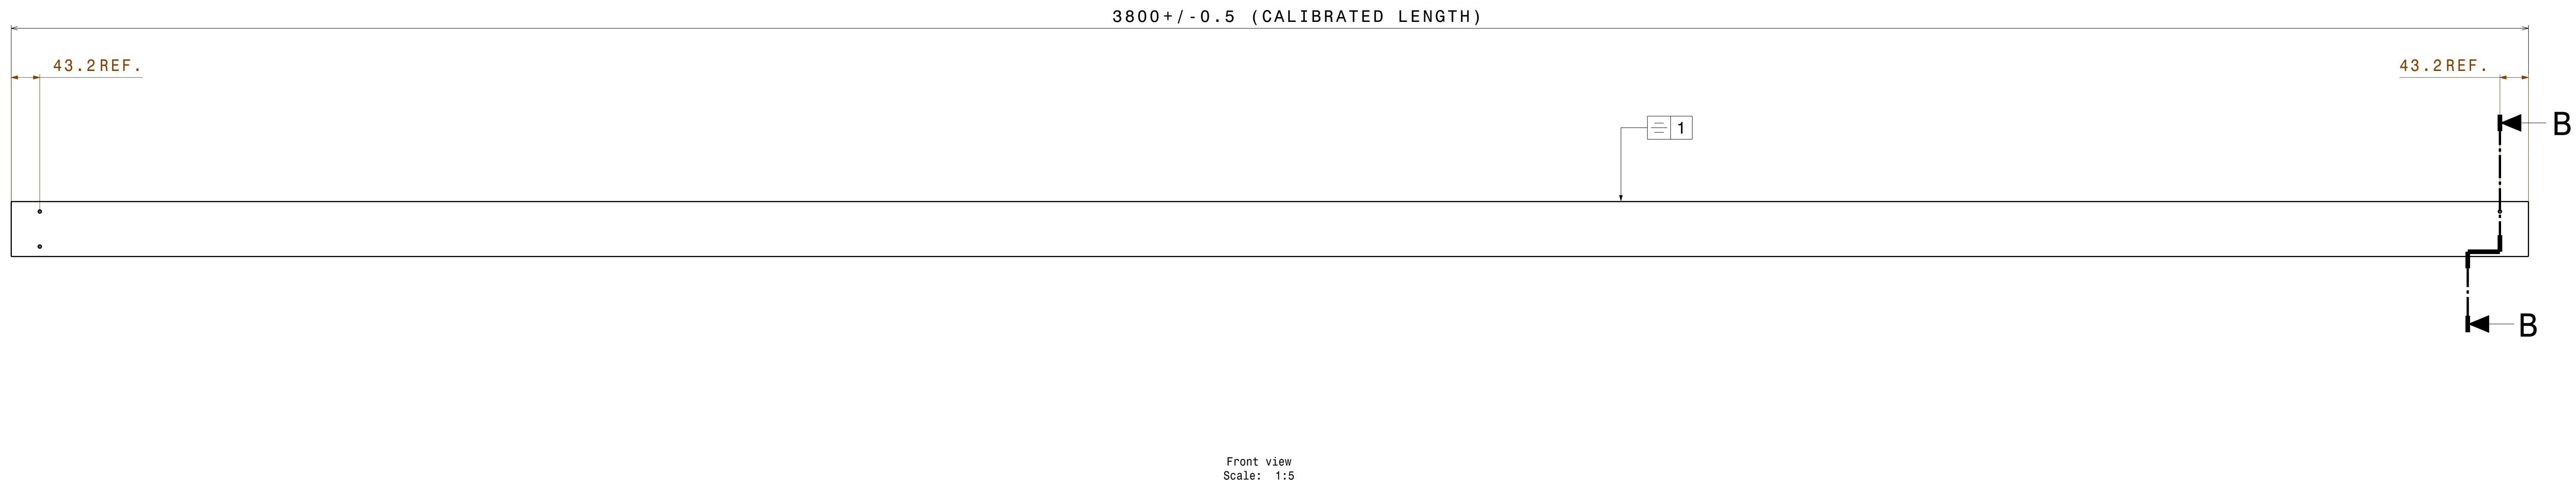 3800+/-0.5 (CALIBRATED LENGTH)
43.2REF.
43.2REF.
1
B
B
Front view
Scale: 1:5